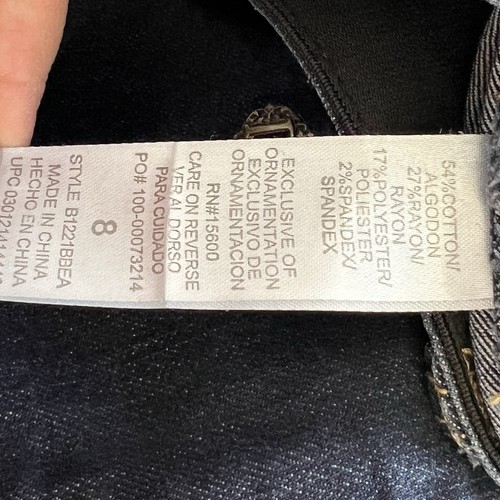 54%COTTON/
ALGODON
27%RAYON/
RAYON
17%POLYESTER/
POLIESTER
2%SPANDEX/
SPANDEX
EXCLUSIVE OF
ORNAMENTATION
EXCLUSIVO DE
ORNAMENTACION
RN#15600
CARE ON REVERSE
VER AL DORSO
PARA CUIDADO
PO# 100-00073214
8
STYLE B1221BBEA
MADE IN CHINA
HECHO EN CHINA
UPC